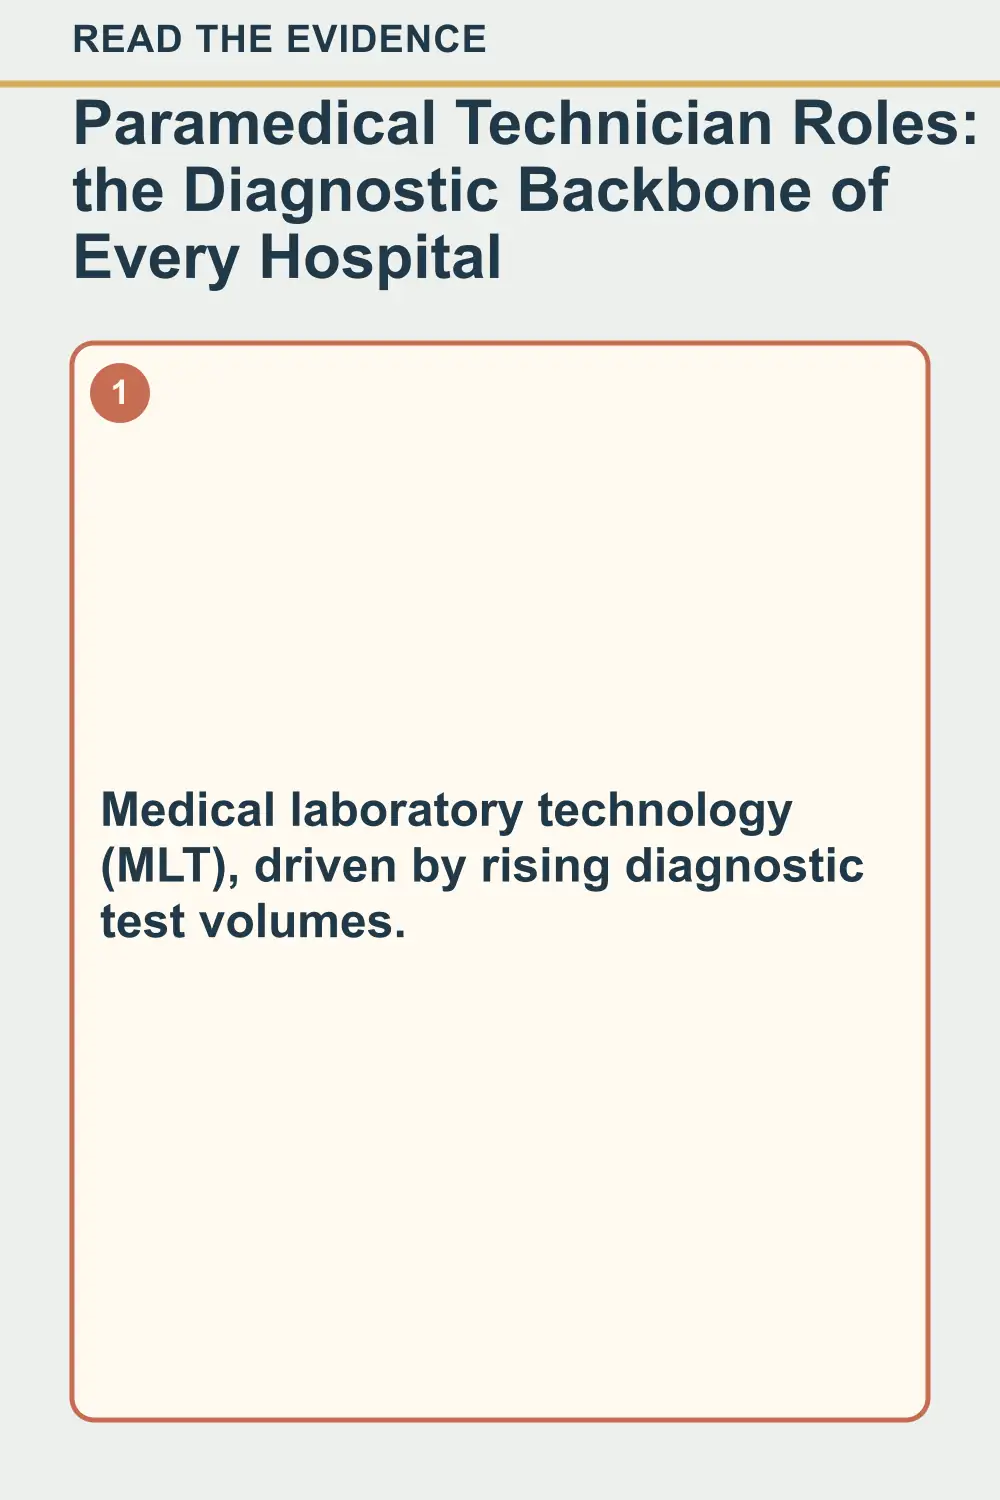 READ THE EVIDENCE
Paramedical Technician Roles:
the Diagnostic Backbone of
Every Hospital
1
Medical laboratory technology
(MLT), driven by rising diagnostic
test volumes.